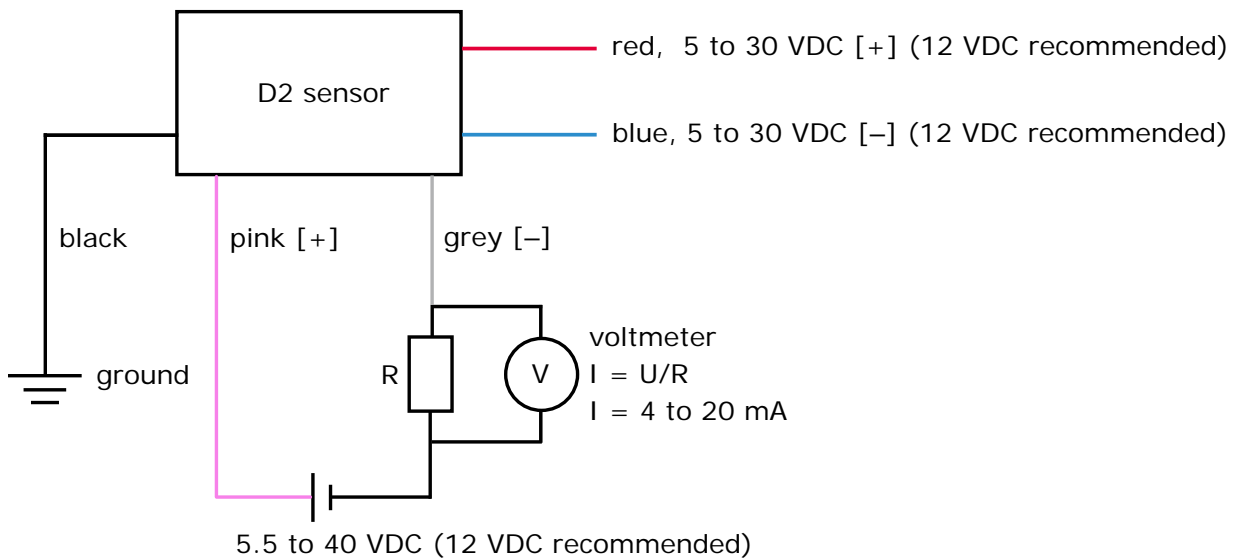 red,  5 to 30 VDC [+] (12 VDC recommended)
D2 sensor
blue, 5 to 30 VDC [–] (12 VDC recommended)
black
pink [+]
grey [–]
voltmeter
ground
R
V
I = U/R
I = 4 to 20 mA
5.5 to 40 VDC (12 VDC recommended)